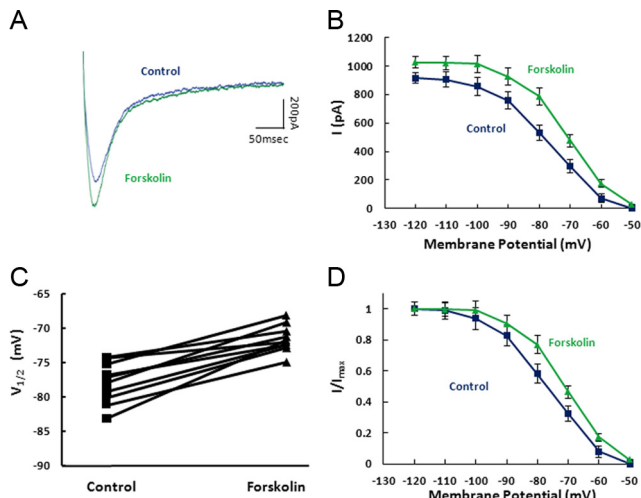 A
Control
Forskolin
200pA
50msec
B
1200
1000
800
600
400
200
0
I (pA)
Forskolin
Control
-130 -120 -110 -100 -90 -80 -70 -60 -50
Membrane Potential (mV)
C
-65
-70
-75
-80
-85
-90
V1/2 (mV)
Control Forskolin
D
1
0.8
0.6
0.4
0.2
0
I/Imax
Forskolin
Control
-130 -120 -110 -100 -90 -80 -70 -60 -50
Membrane Potential (mV)